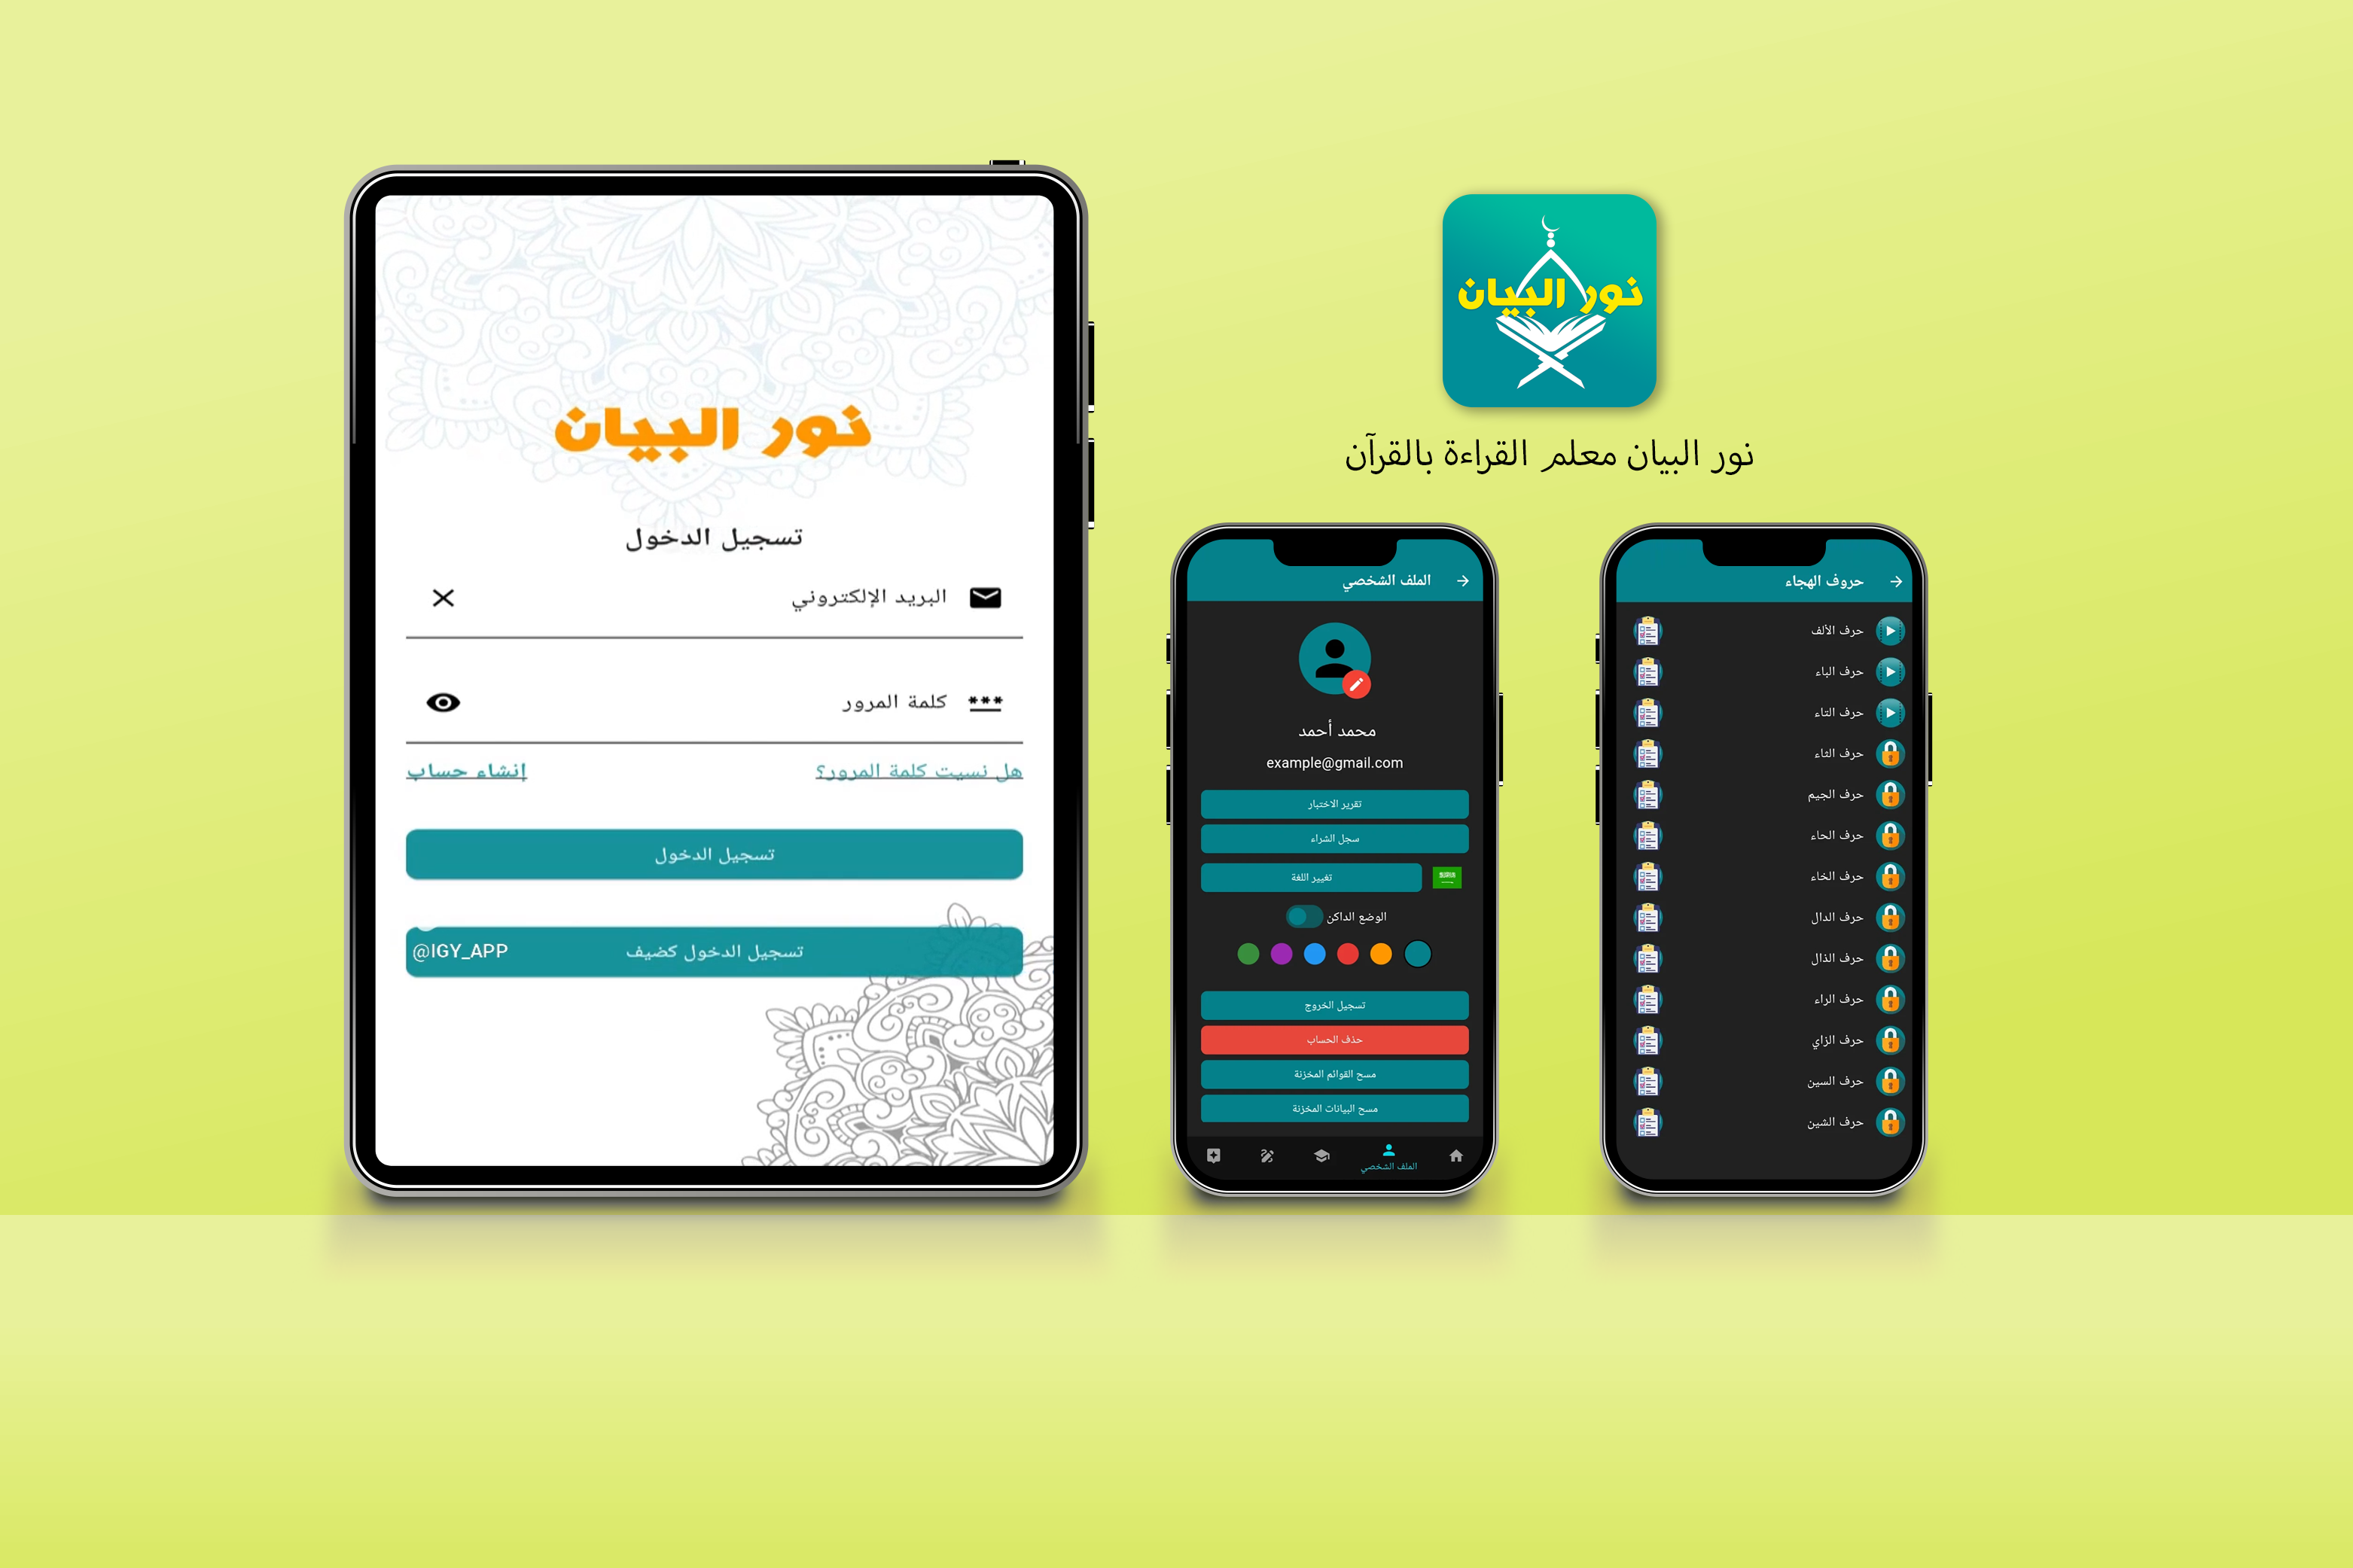 نور البيان
تسجيل الدخول
البريد الإلكتروني
كلمة المرور
***
هل نسيت كلمة المرور؟
إنشاء حساب
تسجيل الدخول
تسجيل الدخول كضيف
@IGY_APP
نور البيان
نور البيان معلم القراءة بالقرآن
الملف الشخصي
محمد أحمد
example@gmail.com
تقرير الاختبار
سجل الشراء
تغيير اللغة
الوضع الداكن
تسجيل الخروج
حذف الحساب
مسح القوائم المخزنة
مسح البيانات المخزنة
الملف الشخصي
حروف الهجاء
حرف الألف
حرف الباء
حرف التاء
حرف الثاء
حرف الجيم
حرف الحاء
حرف الخاء
حرف الدال
حرف الذال
حرف الراء
حرف الزاي
حرف السين
حرف الشين